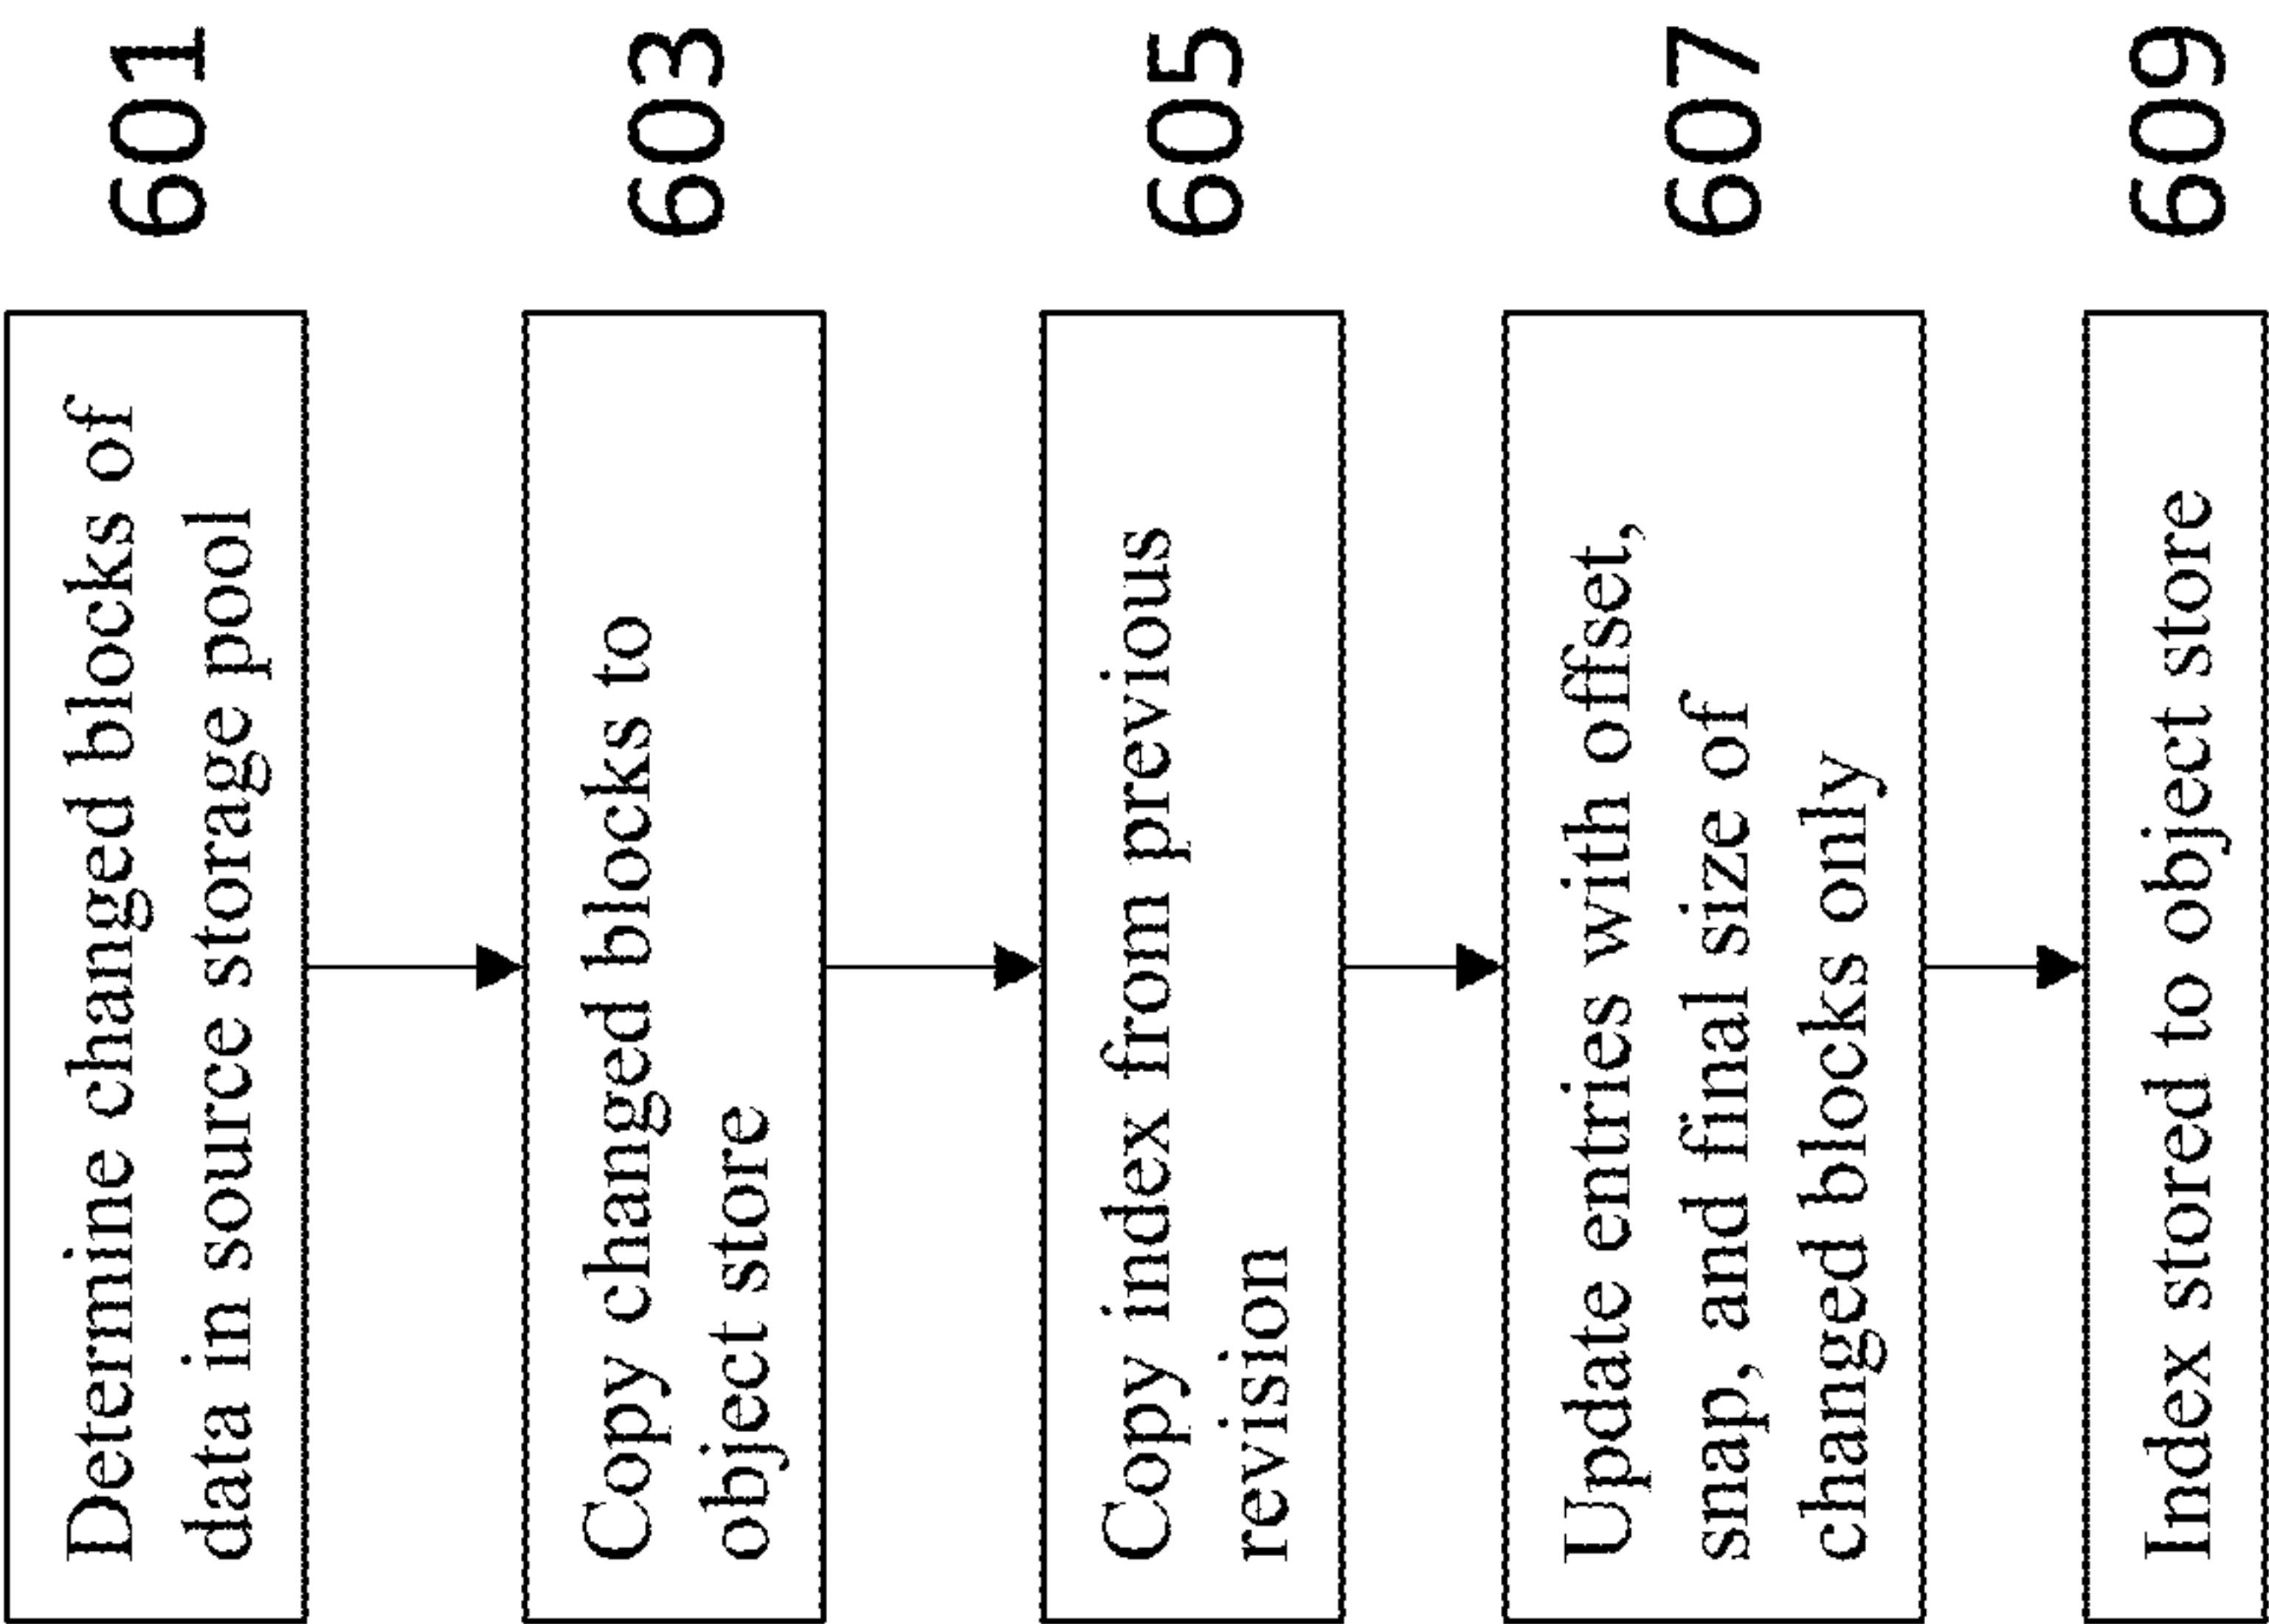 Determine changed blocks of
data in source storage pool
601
Copy changed blocks to
object store
603
Copy index from previous
revision
605
Update entries with offset,
snap, and final size of
changed blocks only
607
Index stored to object store
609